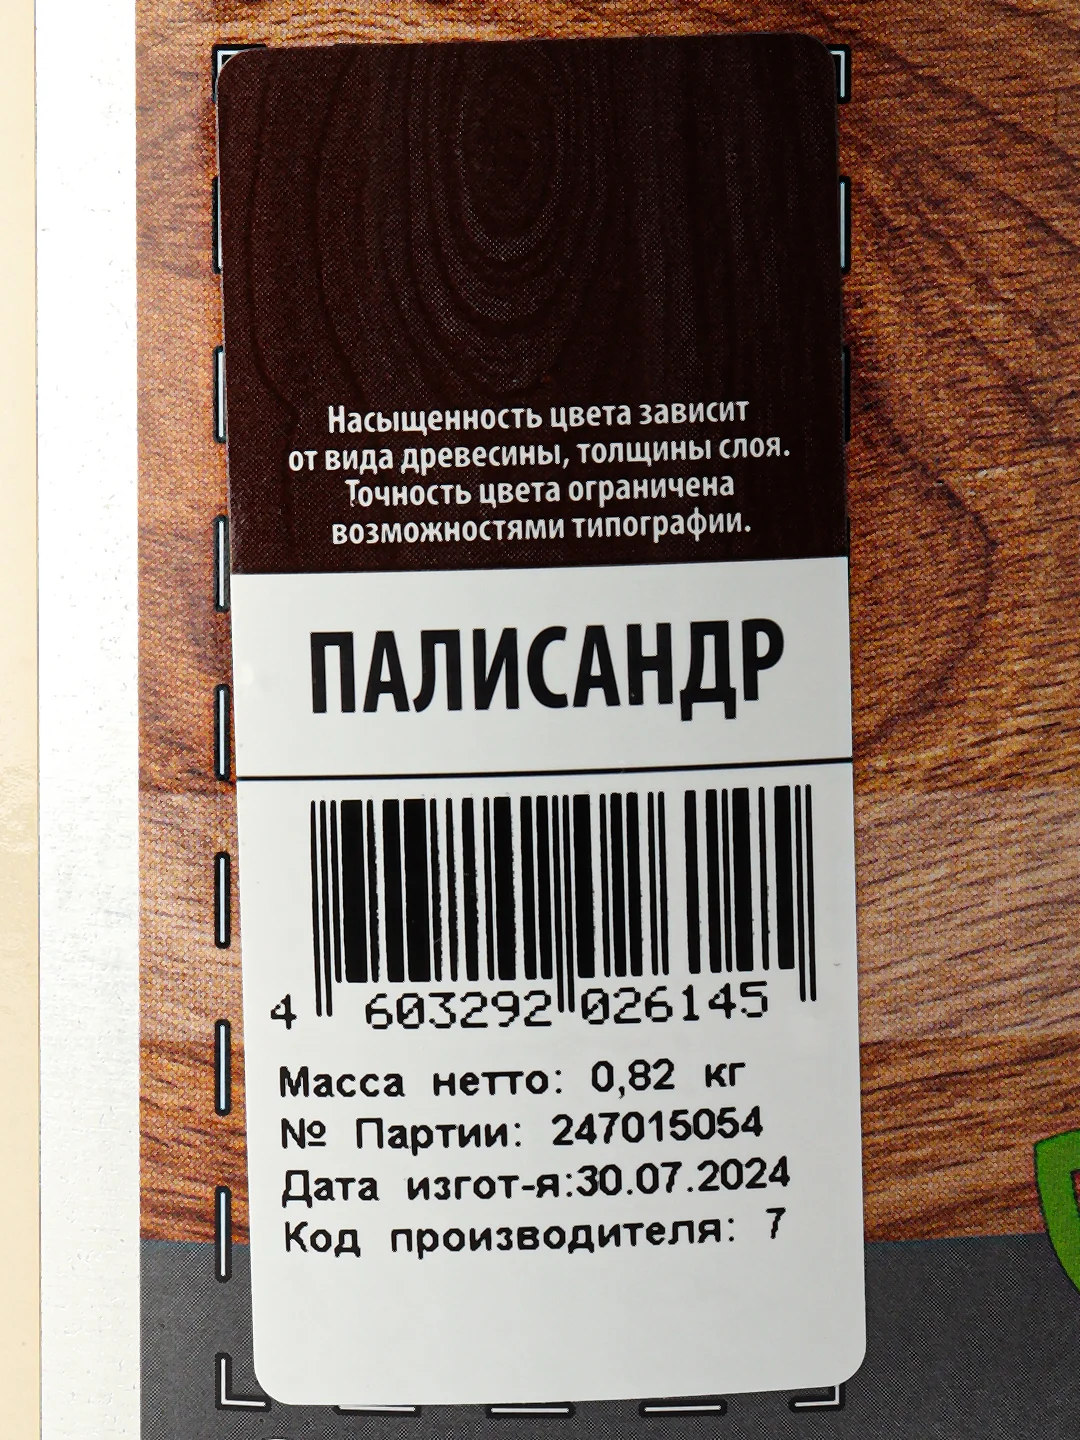 Насыщенность цвета зависит
от вида древесины, толщины слоя.
Точность цвета ограничена
возможностями типографии.
ПАЛИСАНДР
4 603292 026145
Масса нетто: 0,82 кг
№ Партии: 247015054
Дата изгот-я:30.07.2024
Код производителя: 7